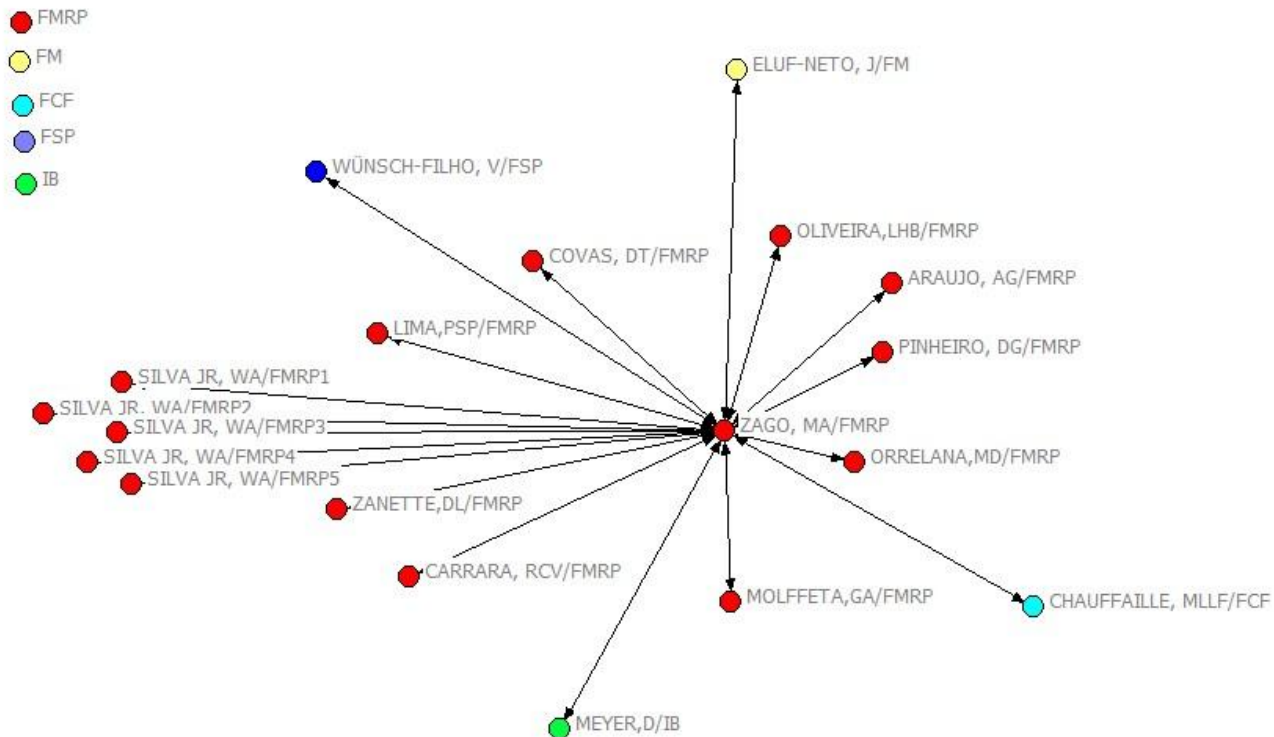 FMRP
FM
FCF
FSP
IB
ELUF-NETO, J/FM
WÜNSCH-FILHO, V/FSP
OLIVEIRA,LHB/FMRP
COVAS, DT/FMRP
ARAUJO, AG/FMRP
LIMA,PSP/FMRP
PINHEIRO, DG/FMRP
SILVA JR, WA/FMRP1
SILVA JR, WA/FMRP2
SILVA JR, WA/FMRP3
ZAGO, MA/FMRP
SILVA JR, WA/FMRP4
ORRELANA,MD/FMRP
SILVA JR, WA/FMRP5
ZANETTE,DL/FMRP
CARRARA, RCV/FMRP
MOLFFETA,GA/FMRP
CHAUFFAILLE, MLLF/FCF
MEYER,D/IB